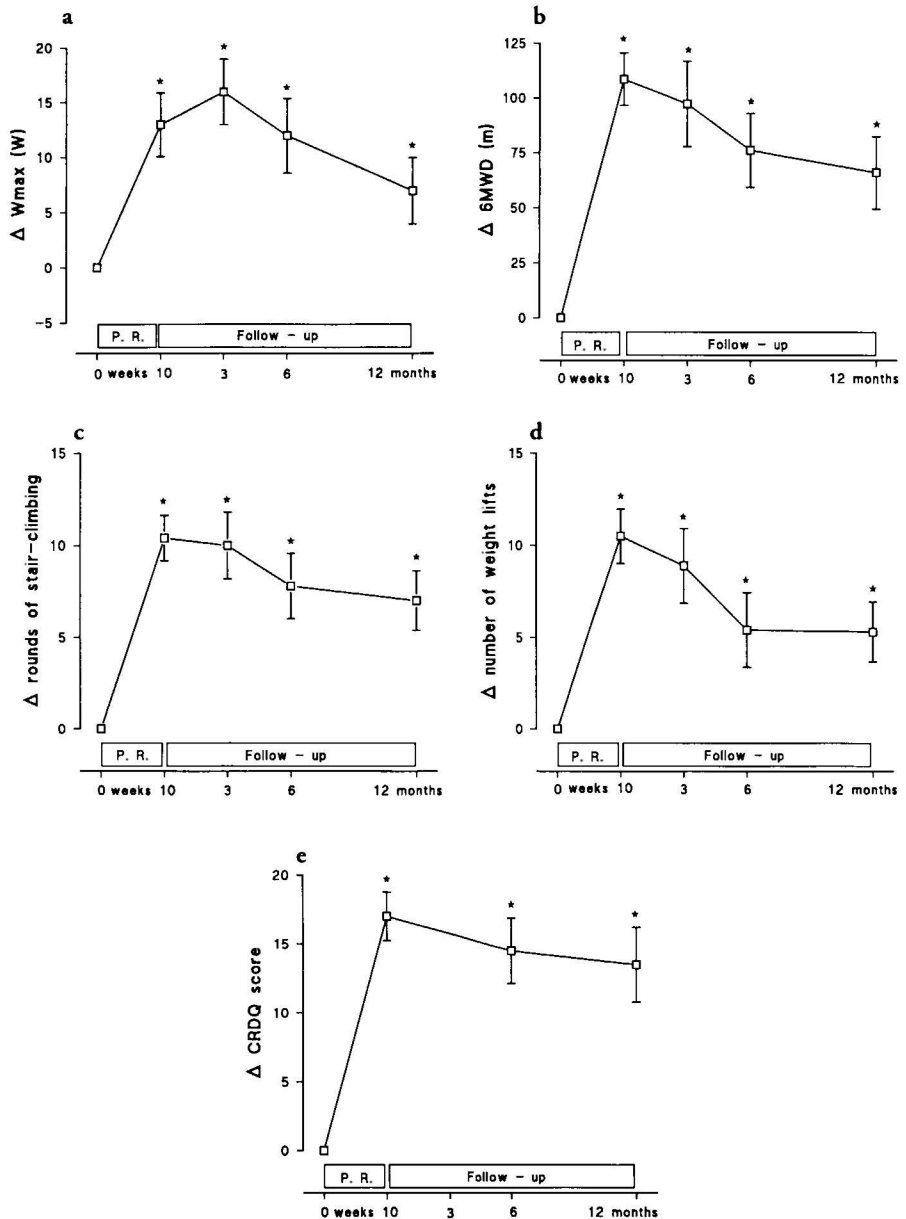 a
20
15
10
5
0
-5
Δ Wmax (W)
* * * *
P. R. Follow - up
0 weeks 10 3 6 12 months
b
125
100
75
50
25
0
Δ 6MWD (m)
* * * *
P. R. Follow - up
0 weeks 10 3 6 12 months
c
15
10
5
0
Δ rounds of stair-climbing
* * * *
P. R. Follow - up
0 weeks 10 3 6 12 months
d
15
10
5
0
Δ number of weight lifts
* * * *
P. R. Follow - up
0 weeks 10 3 6 12 months
e
20
15
10
5
0
Δ CRDQ score
* * *
P. R. Follow - up
0 weeks 10 3 6 12 months